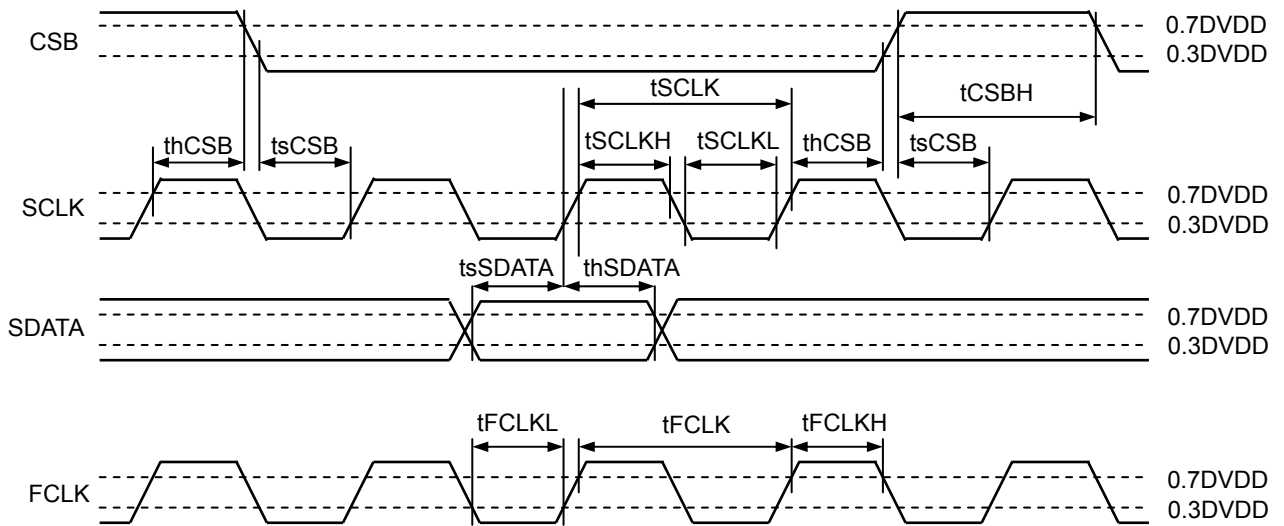 CSB
0.7DVDD
0.3DVDD
tSCLK
tCSBH
thCSB
tsCSB
tSCLKH
tSCLKL
thCSB
tsCSB
SCLK
0.7DVDD
0.3DVDD
tsSDATA
thSDATA
SDATA
0.7DVDD
0.3DVDD
tFCLKL
tFCLK
tFCLKH
FCLK
0.7DVDD
0.3DVDD